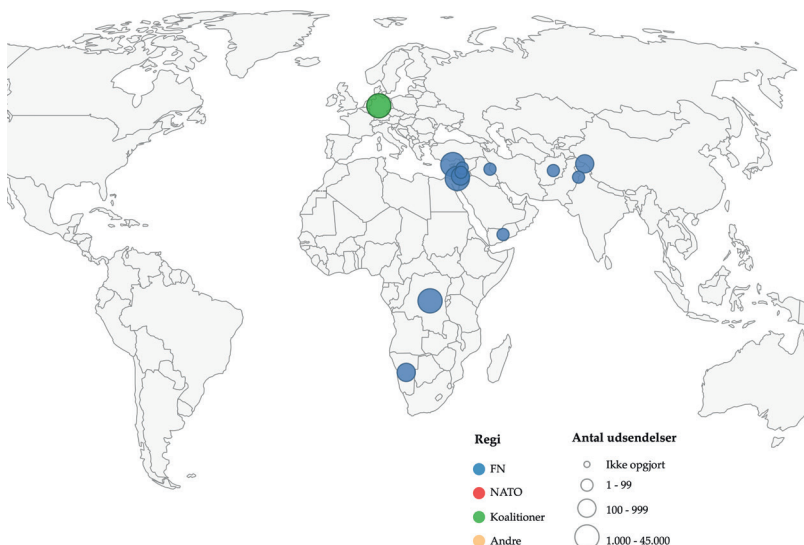 Regi
FN
NATO
Koalitioner
Andre
Antal udsendelser
Ikke opgjort
1 - 99
100 - 999
1.000 - 45.000